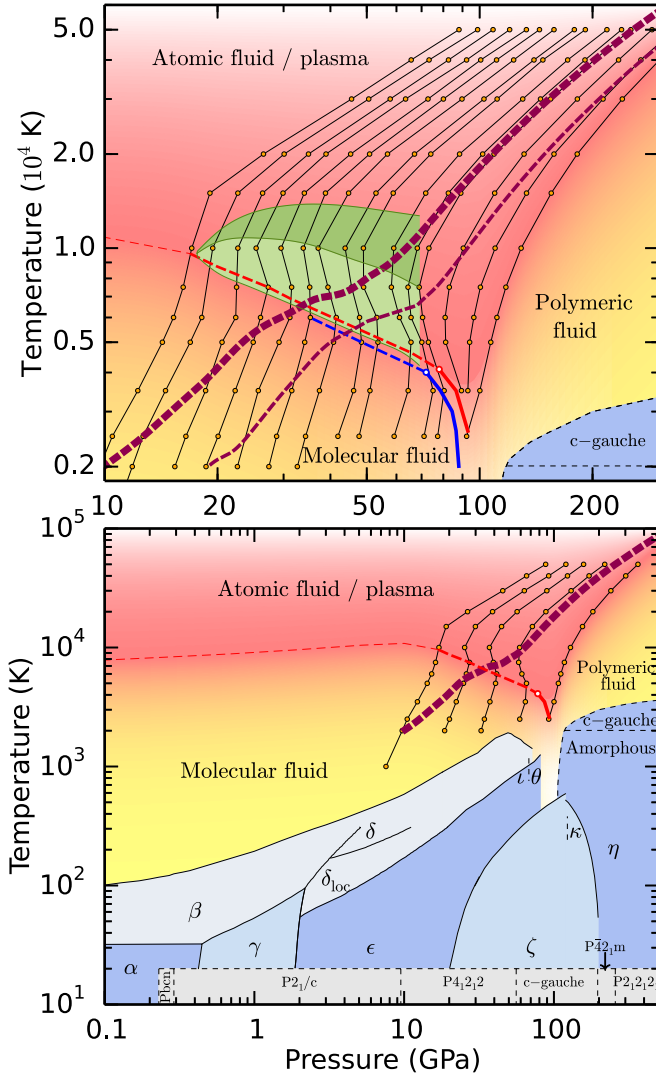 5.0
2.0
1.0
0.5
0.2
Temperature (10⁴ K)
Atomic fluid / plasma
Polymeric
fluid
c−gauche
Molecular fluid
10
20
50
100
200
10⁵
10⁴
10³
10²
10¹
Temperature (K)
Atomic fluid / plasma
Polymeric
fluid
c−gauche
Amorphous
Molecular fluid
ι θ
κ
δ
η
δloc
β
γ
ϵ
ζ
P4̅2₁m
α
Pbcn
P2₁/c
P4₁2₁2
c−gauche
P2₁2₁2₁
0.1
1
10
100
Pressure (GPa)